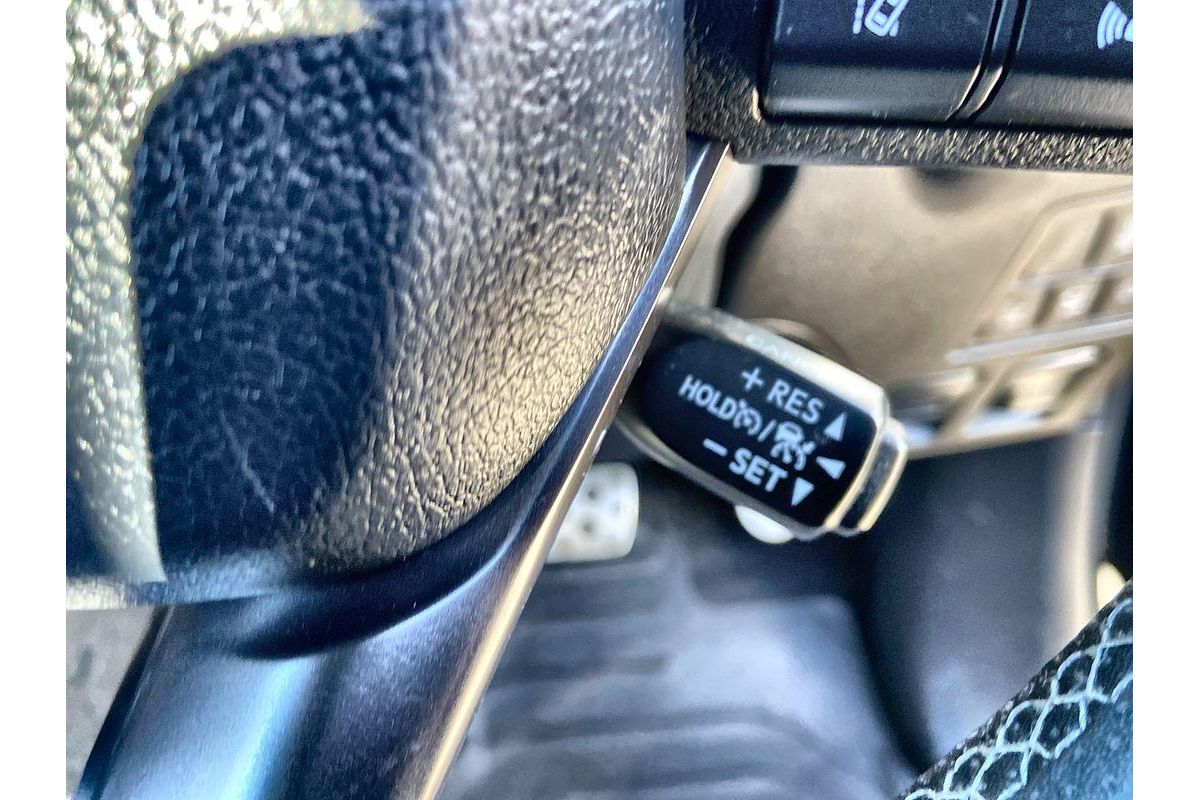 + RES
HOLD /
− SET